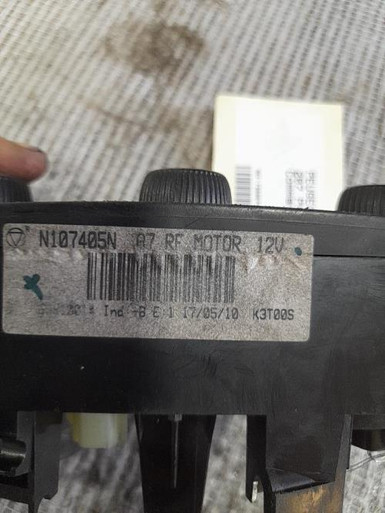 N107405N A7 RF MOTOR 12V
Ind -B E 1 17/05/10 K3T00S